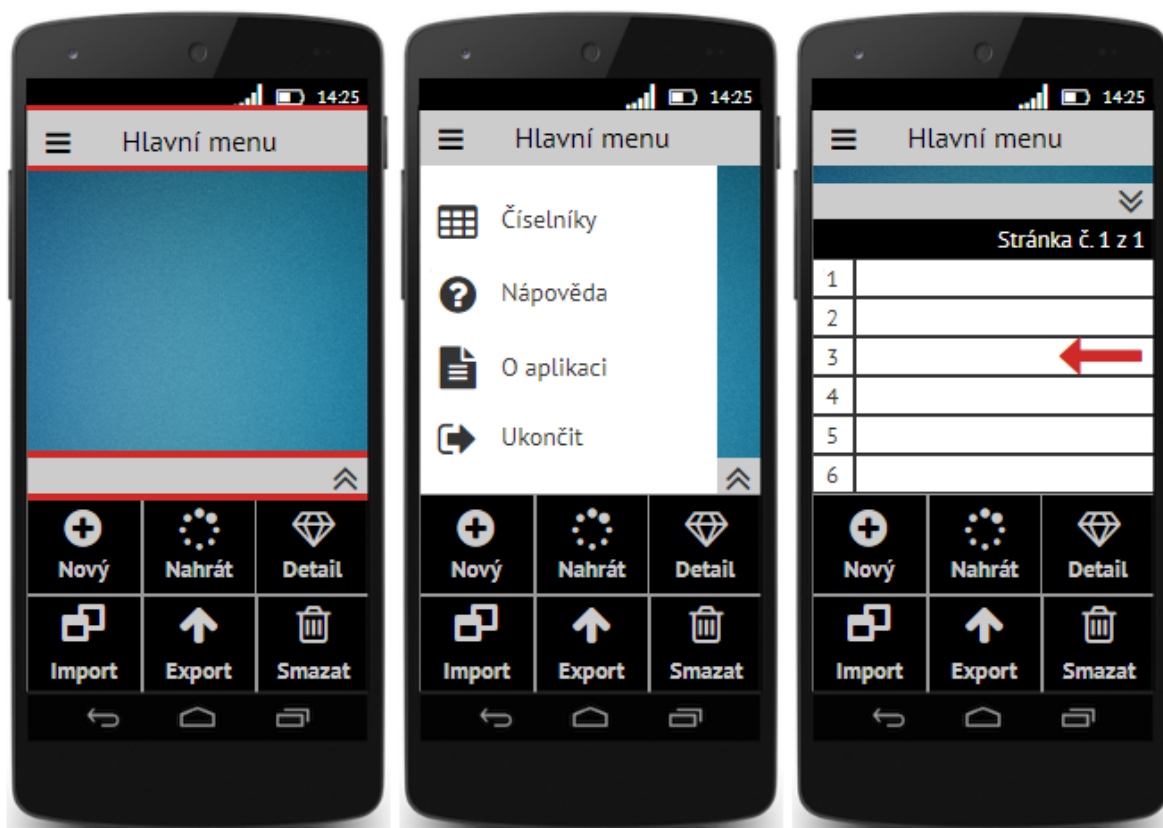 14:25
Hlavní menu
Nový Nahrát Detail
Import Export Smazat
14:25
Hlavní menu
Číselníky
Nápověda
O aplikaci
Ukončit
Nový Nahrát Detail
Import Export Smazat
14:25
Hlavní menu
Stránka č. 1 z 1
1
2
3
4
5
6
Nový Nahrát Detail
Import Export Smazat